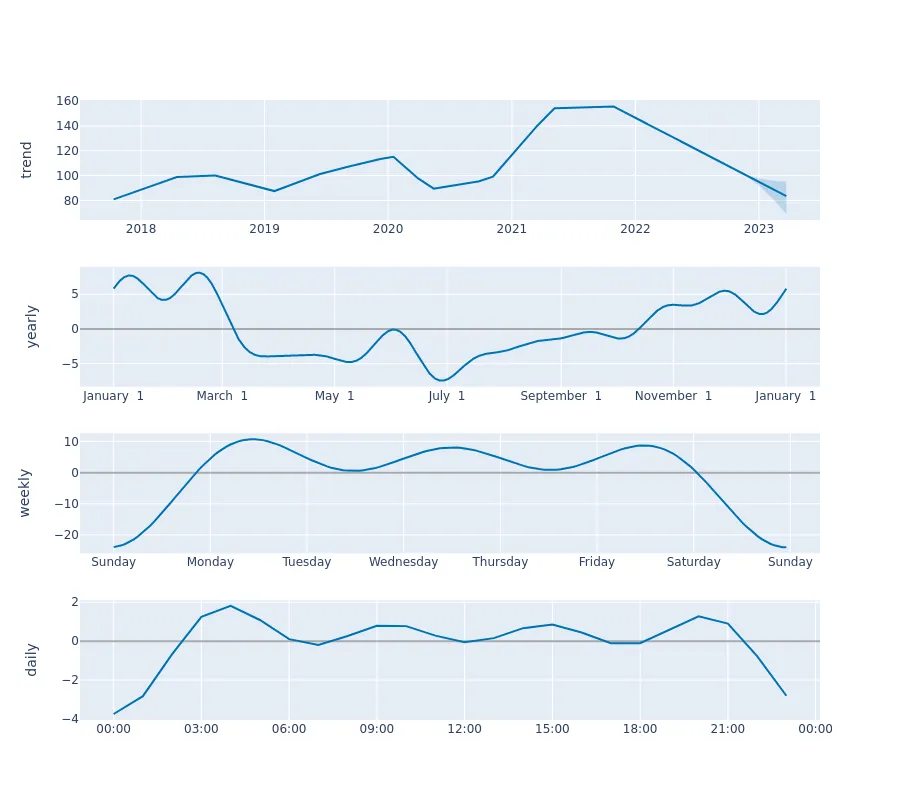 160
140
120
100
80
trend
2018 2019 2020 2021 2022 2023
5
0
−5
yearly
January 1 March 1 May 1 July 1 September 1 November 1 January 1
10
0
−10
−20
weekly
Sunday Monday Tuesday Wednesday Thursday Friday Saturday Sunday
2
0
−2
−4
daily
00:00 03:00 06:00 09:00 12:00 15:00 18:00 21:00 00:00